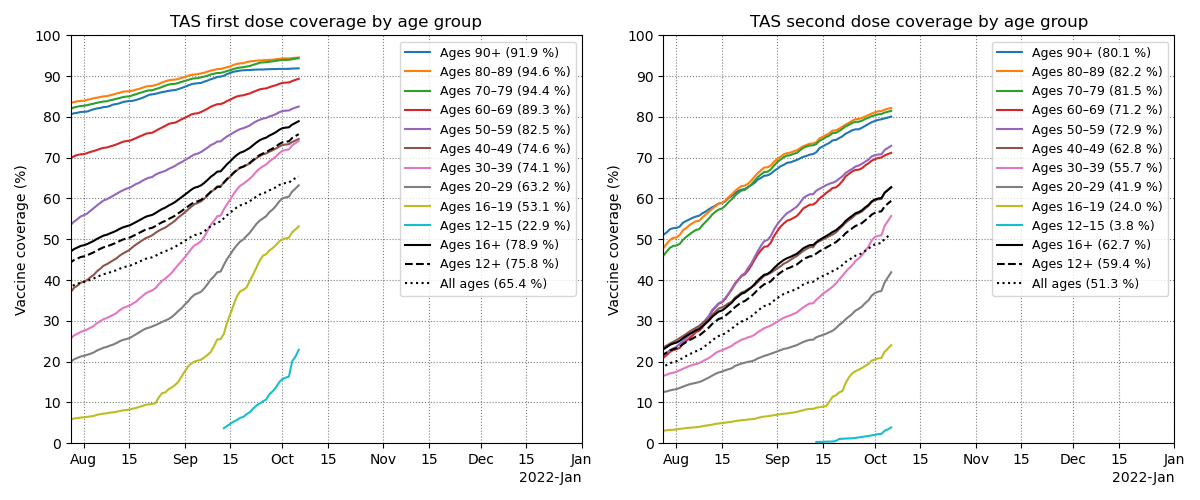 TAS first dose coverage by age group
Vaccine coverage (%)
100
90
80
70
60
50
40
30
20
10
0
Aug 15 Sep 15 Oct 15 Nov 15 Dec 15 Jan
2022-Jan
Ages 90+ (91.9 %)
Ages 80–89 (94.6 %)
Ages 70–79 (94.4 %)
Ages 60–69 (89.3 %)
Ages 50–59 (82.5 %)
Ages 40–49 (74.6 %)
Ages 30–39 (74.1 %)
Ages 20–29 (63.2 %)
Ages 16–19 (53.1 %)
Ages 12–15 (22.9 %)
Ages 16+ (78.9 %)
Ages 12+ (75.8 %)
All ages (65.4 %)
TAS second dose coverage by age group
Vaccine coverage (%)
100
90
80
70
60
50
40
30
20
10
0
Aug 15 Sep 15 Oct 15 Nov 15 Dec 15 Jan
2022-Jan
Ages 90+ (80.1 %)
Ages 80–89 (82.2 %)
Ages 70–79 (81.5 %)
Ages 60–69 (71.2 %)
Ages 50–59 (72.9 %)
Ages 40–49 (62.8 %)
Ages 30–39 (55.7 %)
Ages 20–29 (41.9 %)
Ages 16–19 (24.0 %)
Ages 12–15 (3.8 %)
Ages 16+ (62.7 %)
Ages 12+ (59.4 %)
All ages (51.3 %)